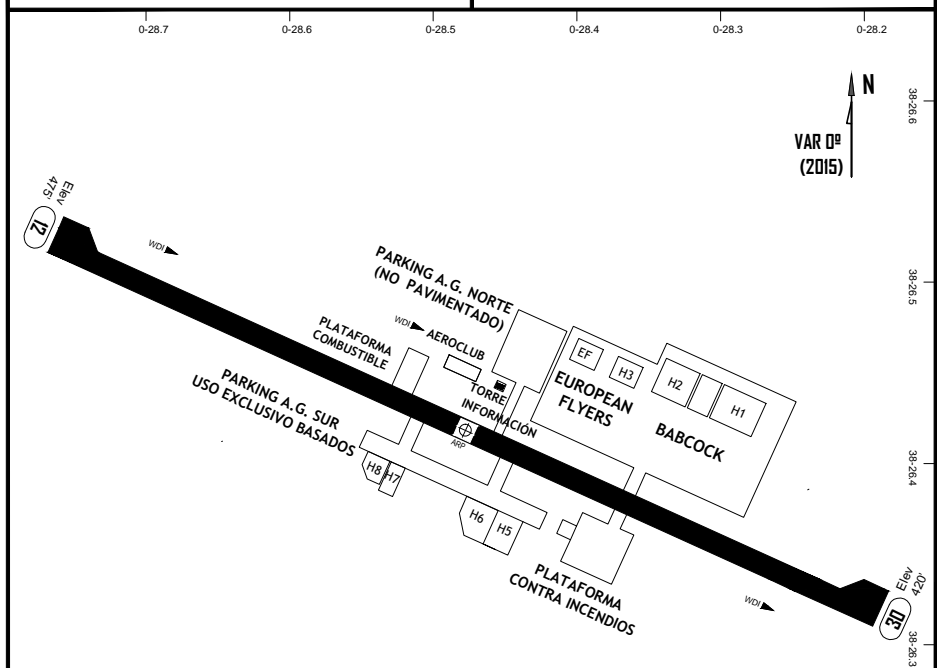 0-28.7
0-28.6
0-28.5
0-28.4
0-28.3
0-28.2
N
VAR 0º
(2015)
38-26.6
38-26.5
38-26.4
38-26.3
Elev
475'
12
WDI
PARKING A.G. NORTE
(NO PAVIMENTADO)
WDI
AEROCLUB
PLATAFORMA
COMBUSTIBLE
TORRE
INFORMACIÓN
EF
H3
H2
H1
EUROPEAN
FLYERS
BABCOCK
PARKING A.G. SUR
USO EXCLUSIVO BASADOS
ARP
H8
H7
H6
H5
PLATAFORMA
CONTRA INCENDIOS
WDI
Elev
420'
30